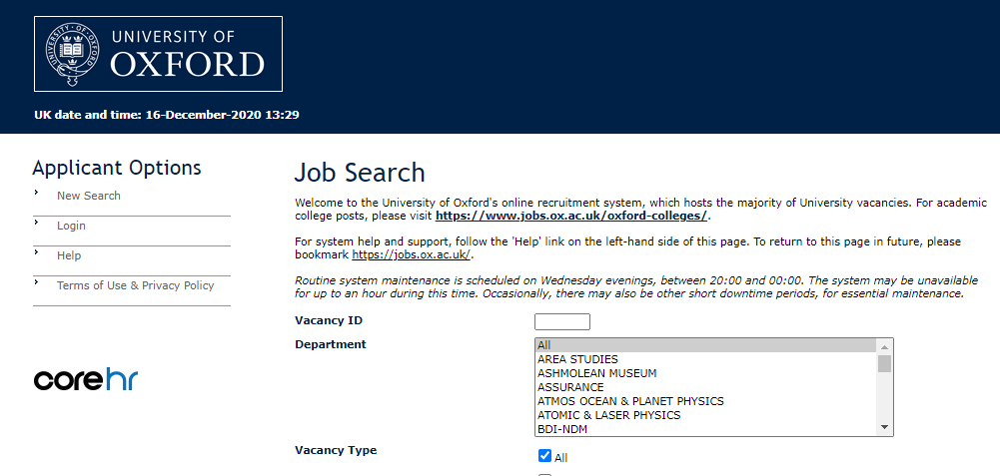 UNIVERSITY OF
OXFORD
UK date and time: 16-December-2020 13:29
Applicant Options
New Search
Login
Help
Terms of Use & Privacy Policy
corehr
Job Search
Welcome to the University of Oxford's online recruitment system, which hosts the majority of University vacancies. For academic
college posts, please visit https://www.jobs.ox.ac.uk/oxford-colleges/.
For system help and support, follow the 'Help' link on the left-hand side of this page. To return to this page in future, please
bookmark https://jobs.ox.ac.uk/.
Routine system maintenance is scheduled on Wednesday evenings, between 20:00 and 00:00. The system may be unavailable
for up to an hour during this time. Occasionally, there may also be other short downtime periods, for essential maintenance.
Vacancy ID
Department
All
AREA STUDIES
ASHMOLEAN MUSEUM
ASSURANCE
ATMOS OCEAN & PLANET PHYSICS
ATOMIC & LASER PHYSICS
BDI-NDM
Vacancy Type
All